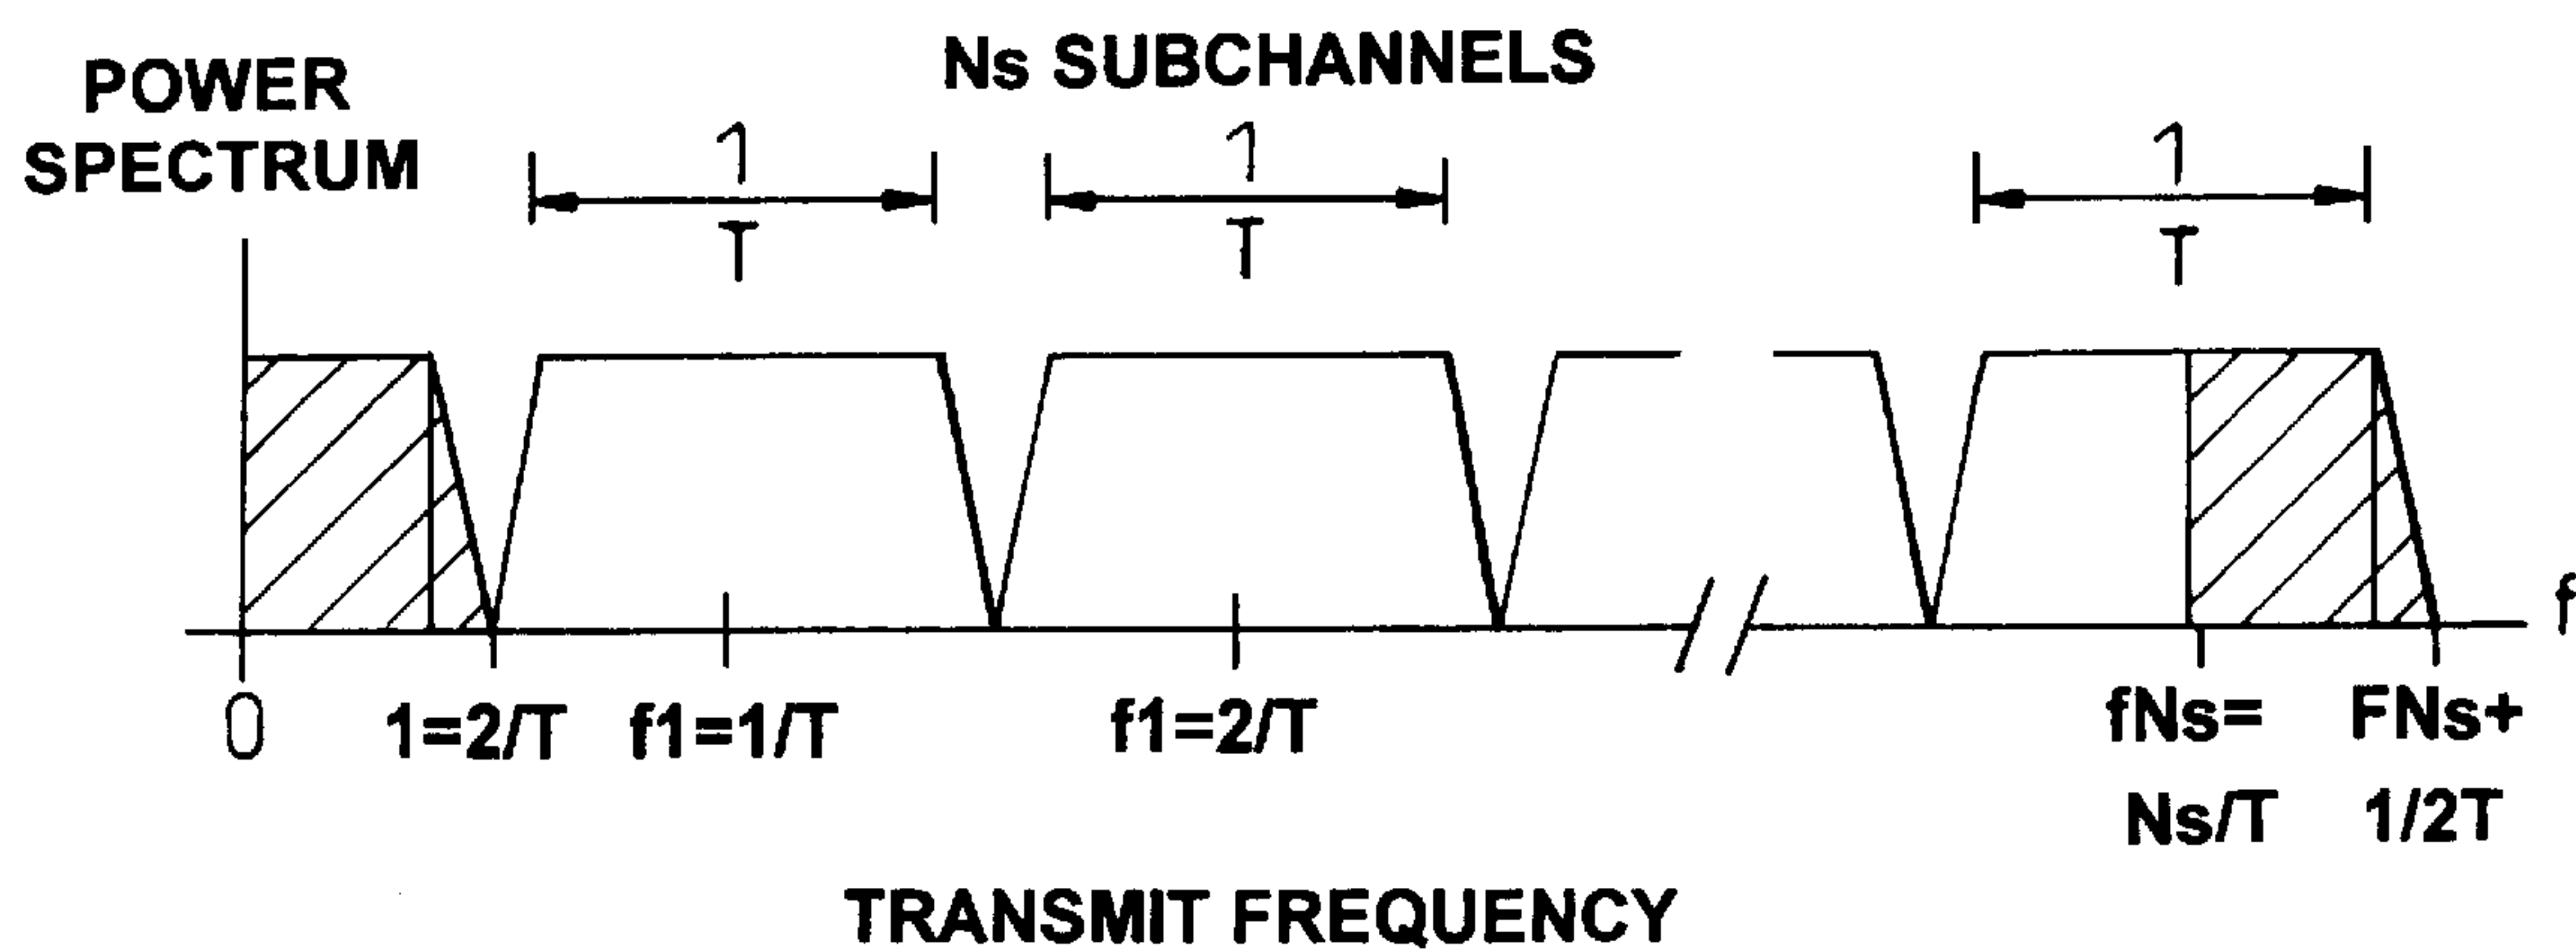 POWER
SPECTRUM
Ns SUBCHANNELS
1
T
1
T
1
T
f
0
1=2/T
f1=1/T
f1=2/T
fNs=
Ns/T
FNs+
1/2T
TRANSMIT FREQUENCY